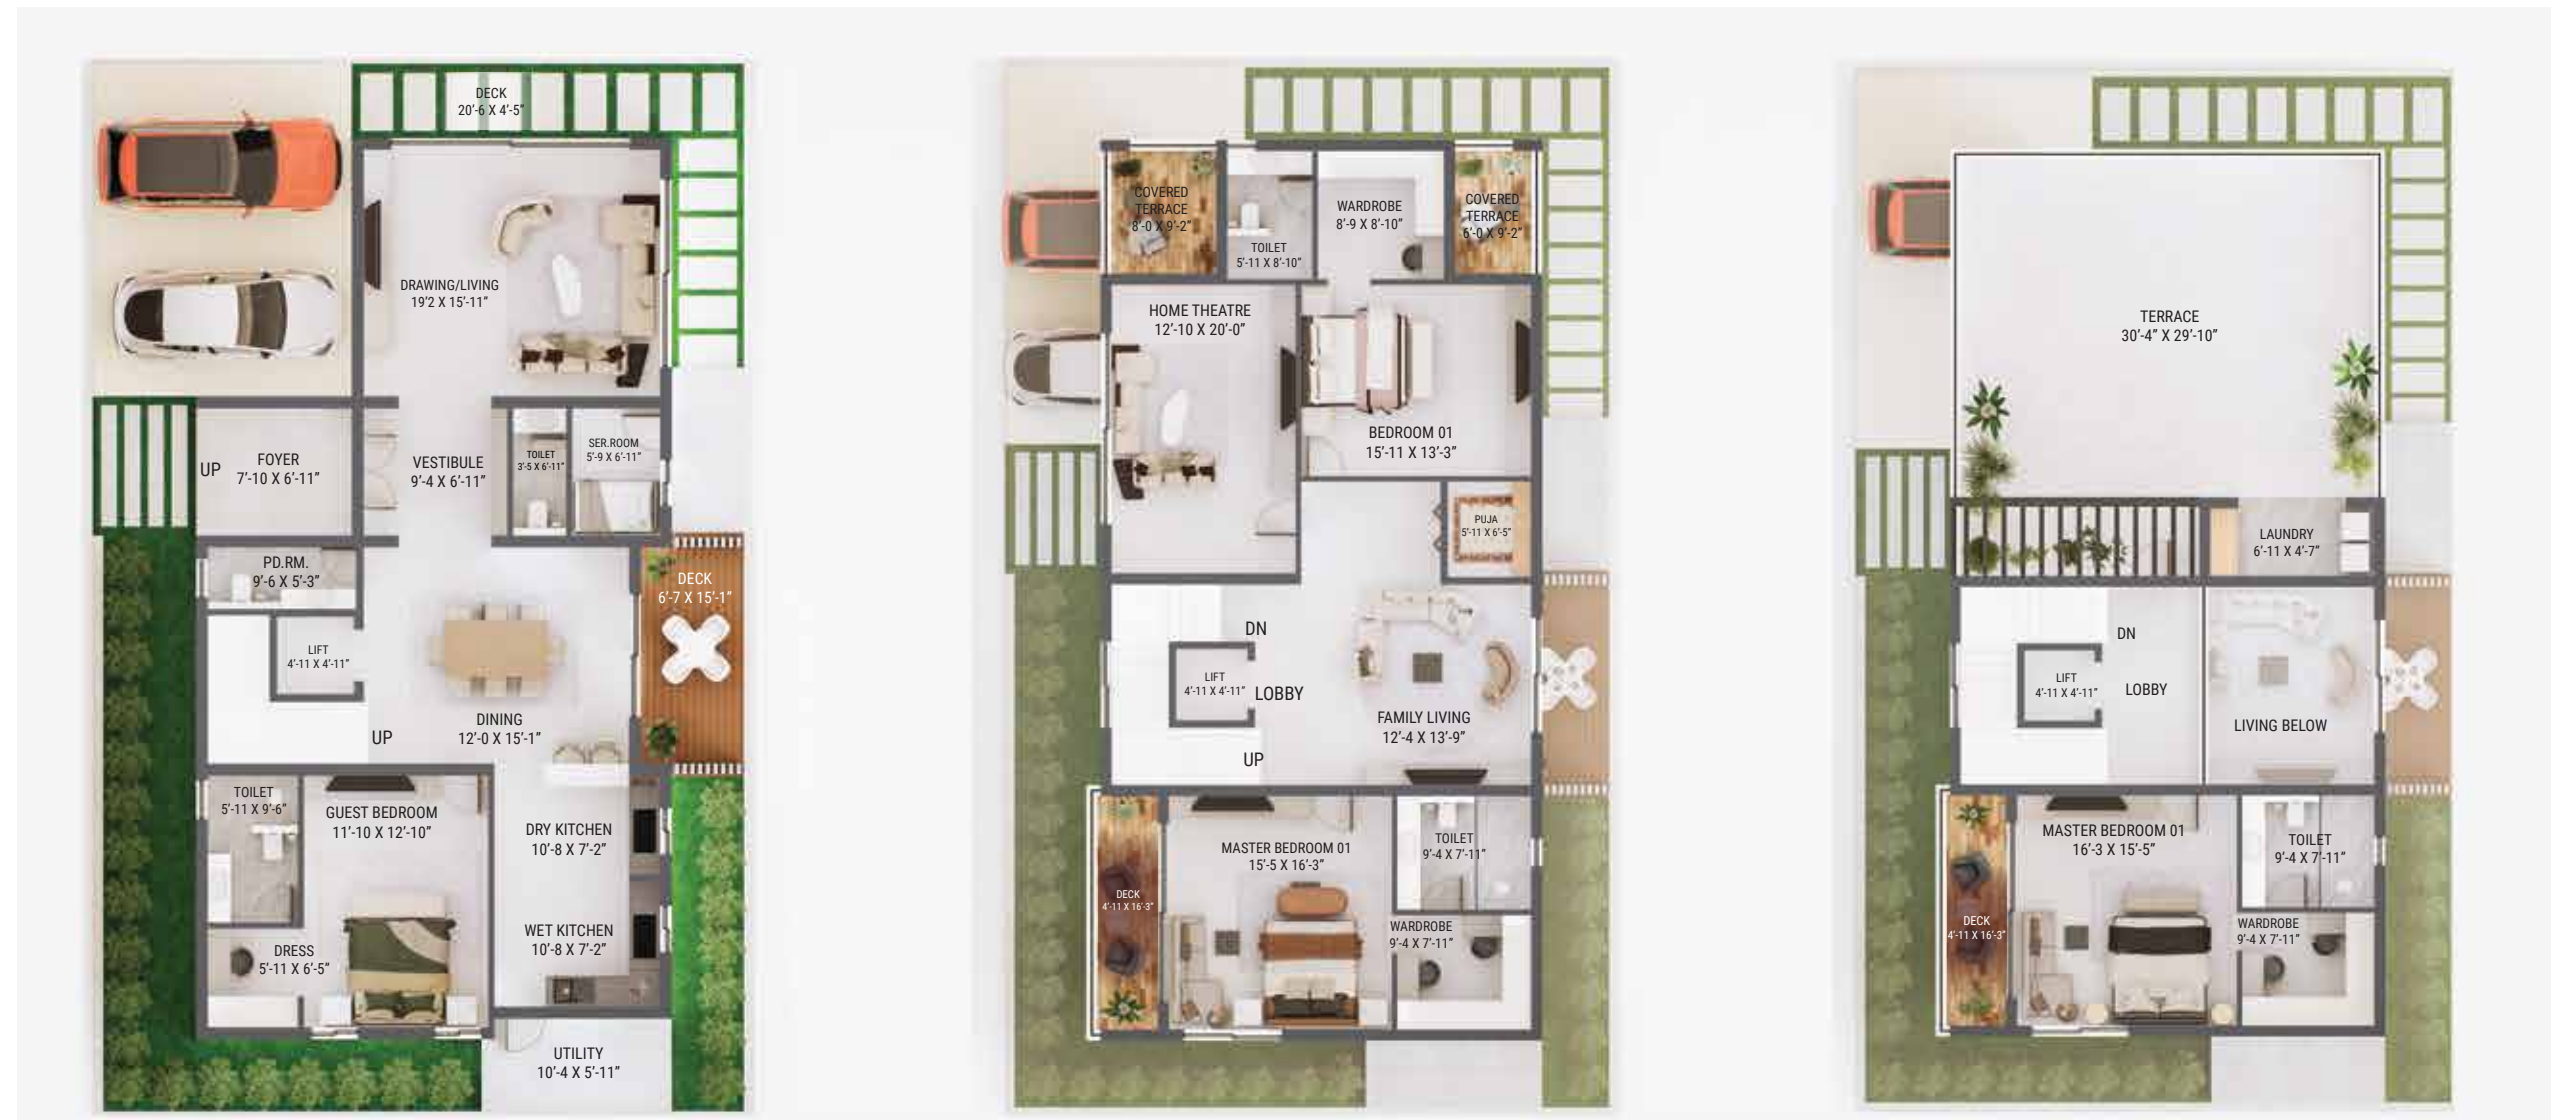 DECK
20'-6 X 4'-5”
DRAWING/LIVING
19'2 X 15'-11”
UP
FOYER
7'-10 X 6'-11”
VESTIBULE
9'-4 X 6'-11”
TOILET
3'-5 X 6'-11”
SER.ROOM
5'-9 X 6'-11”
PD.RM.
9'-6 X 5'-3”
DECK
6'-7 X 15'-1”
LIFT
4'-11 X 4'-11”
DINING
12'-0 X 15'-1”
UP
TOILET
5'-11 X 9'-6”
GUEST BEDROOM
11'-10 X 12'-10”
DRY KITCHEN
10'-8 X 7'-2”
WET KITCHEN
10'-8 X 7'-2”
DRESS
5'-11 X 6'-5”
UTILITY
10'-4 X 5'-11”
COVERED
TERRACE
8'-0 X 9'-2”
TOILET
5'-11 X 8'-10”
WARDROBE
8'-9 X 8'-10”
COVERED
TERRACE
6'-0 X 9'-2”
HOME THEATRE
12'-10 X 20'-0”
BEDROOM 01
15'-11 X 13'-3”
PUJA
5'-11 X 6'-5”
DN
LIFT
4'-11 X 4'-11”
LOBBY
FAMILY LIVING
12'-4 X 13'-9”
UP
MASTER BEDROOM 01
15'-5 X 16'-3”
TOILET
9'-4 X 7'-11”
DECK
4'-11 X 16'-3”
WARDROBE
9'-4 X 7'-11”
TERRACE
30'-4” X 29'-10”
LAUNDRY
6'-11 X 4'-7”
DN
LIFT
4'-11 X 4'-11”
LOBBY
LIVING BELOW
MASTER BEDROOM 01
16'-3 X 15'-5”
TOILET
9'-4 X 7'-11”
DECK
4'-11 X 16'-3”
WARDROBE
9'-4 X 7'-11”